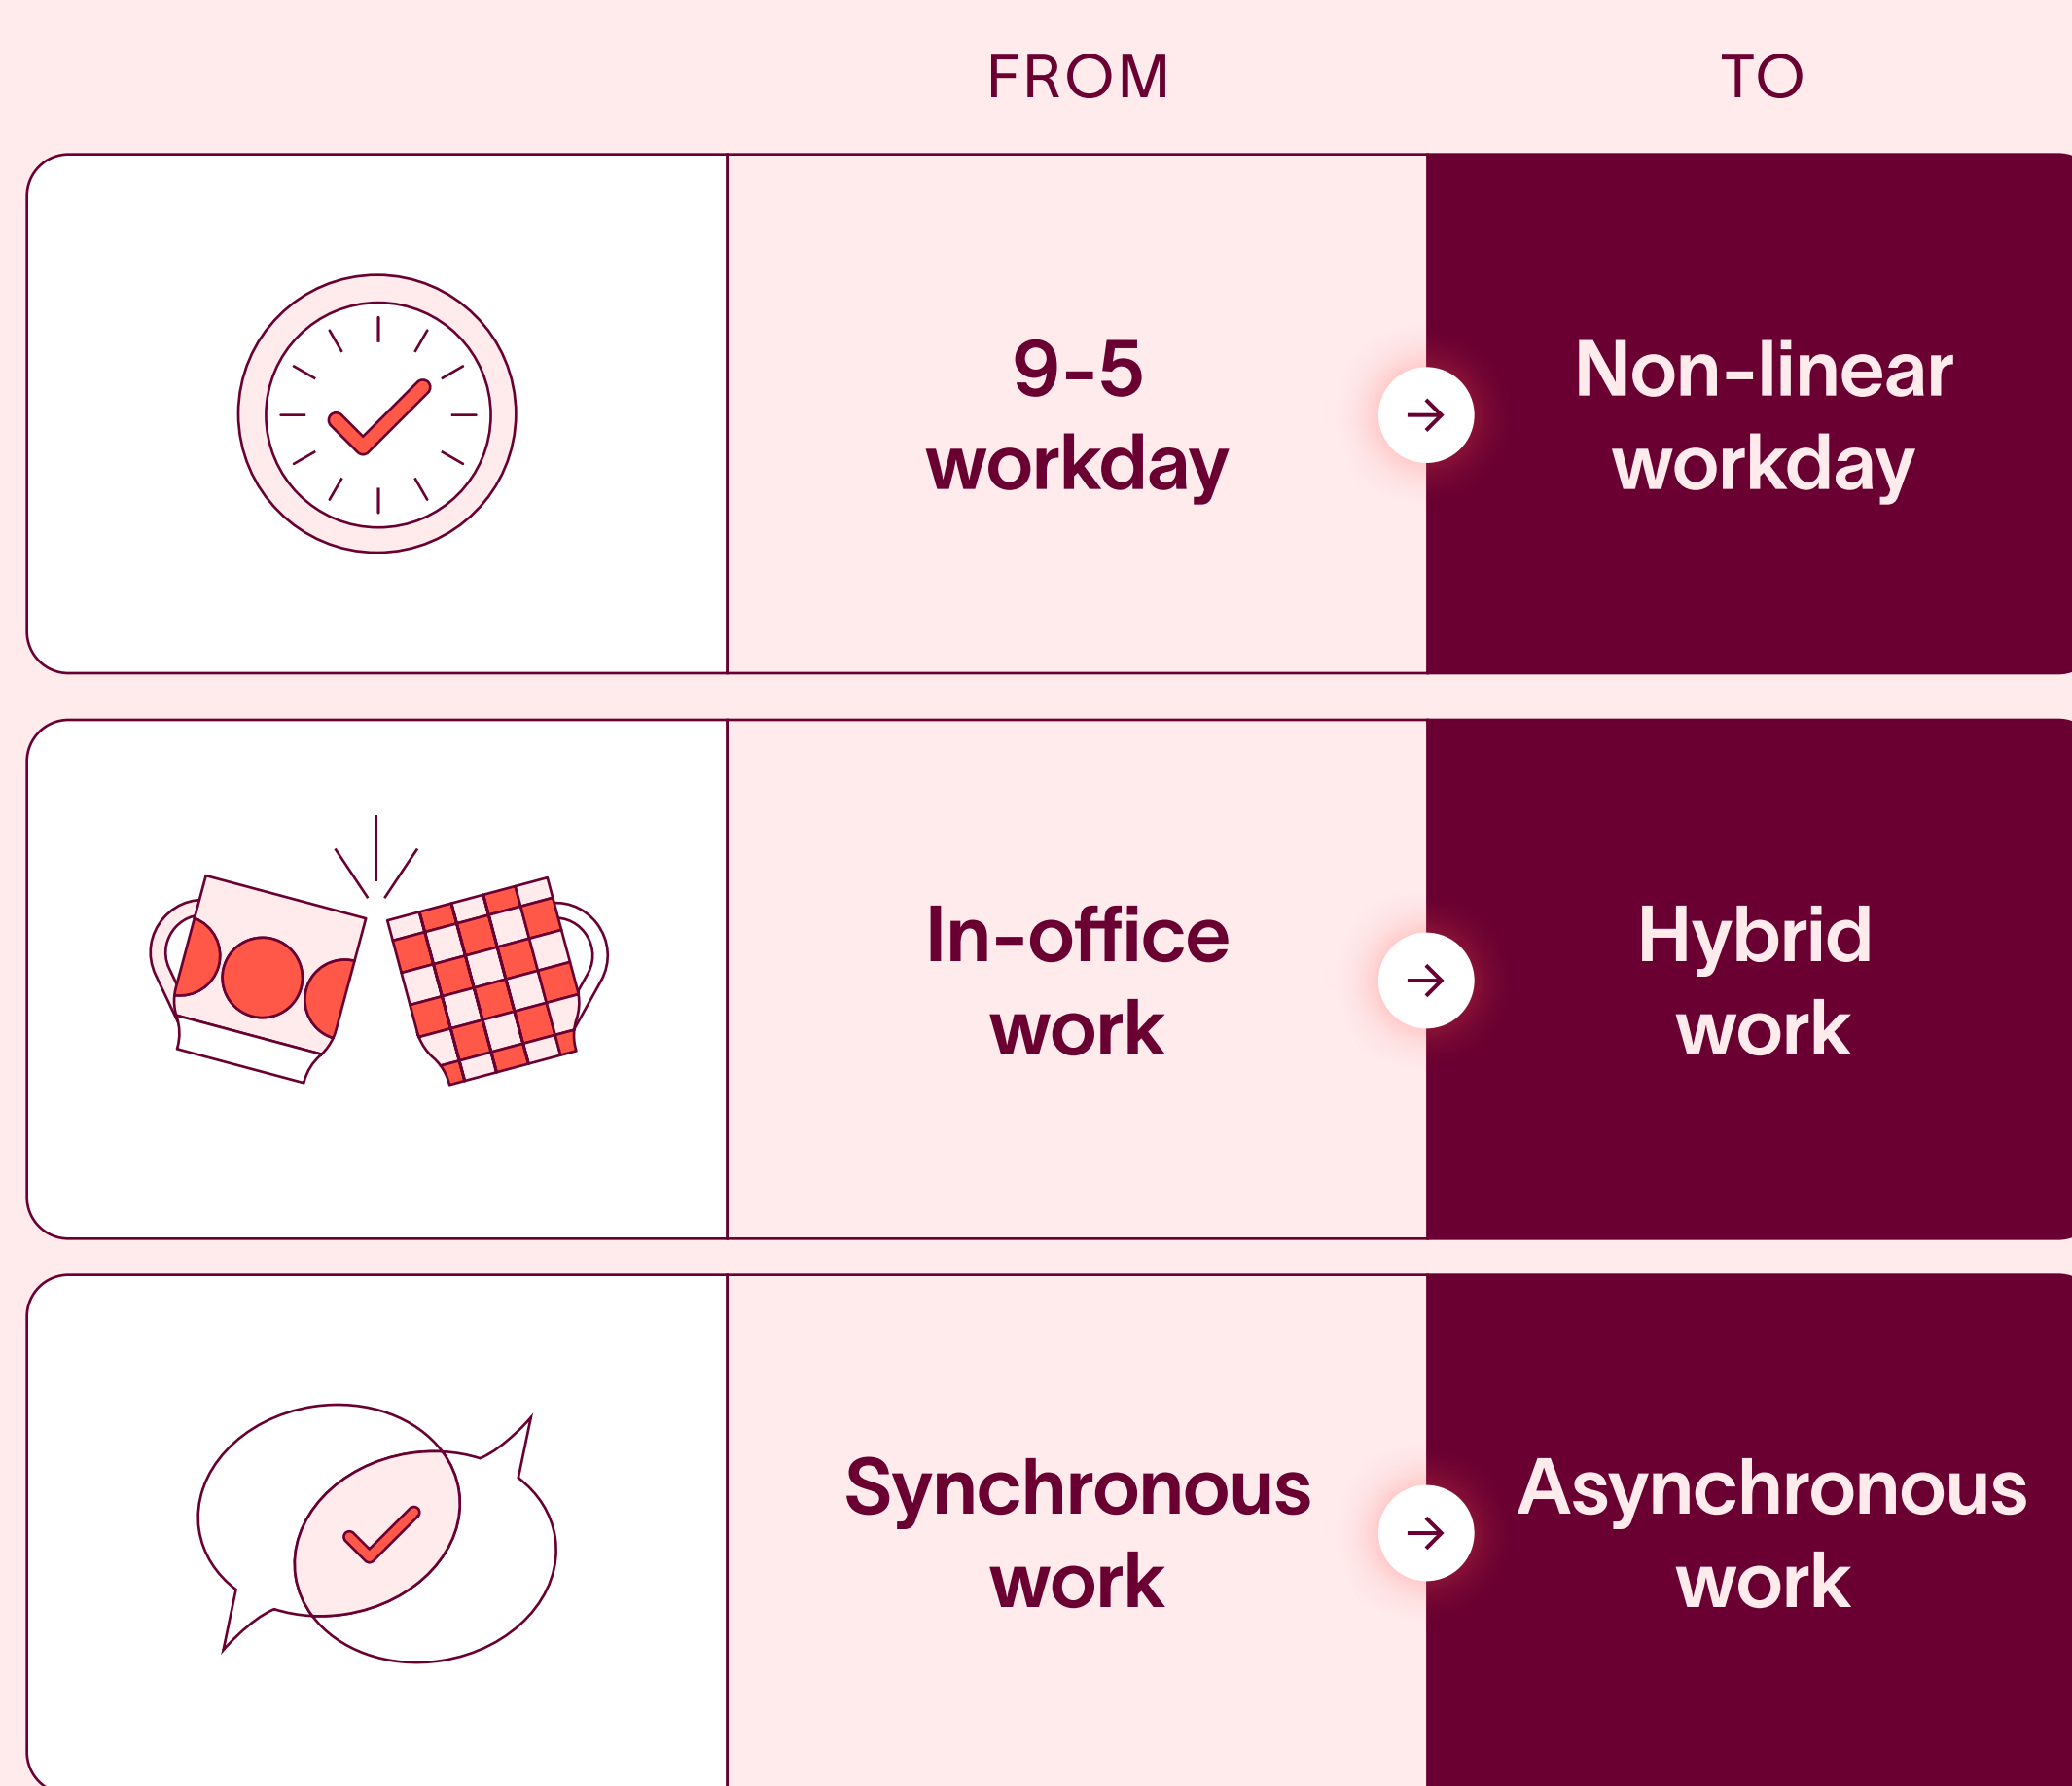 FROM
TO
9-5
workday
Non-linear
workday
In-office
work
Hybrid
work
Synchronous
work
Asynchronous
work